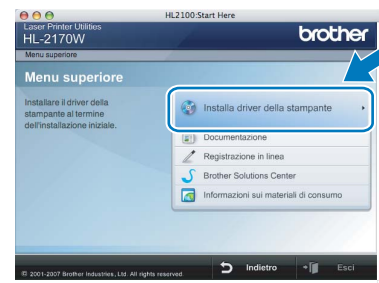 HL2100:Start Here
Laser Printer Utilities
HL-2170W
brother
Menu superiore
Menu superiore
Installare il driver della
stampante al termine
dell'installazione iniziale.
Installa driver della stampante
Documentazione
Registrazione in linea
Brother Solutions Center
Informazioni sui materiali di consumo
© 2001-2007 Brother Industries, Ltd. All rights reserved
Indietro
Esci